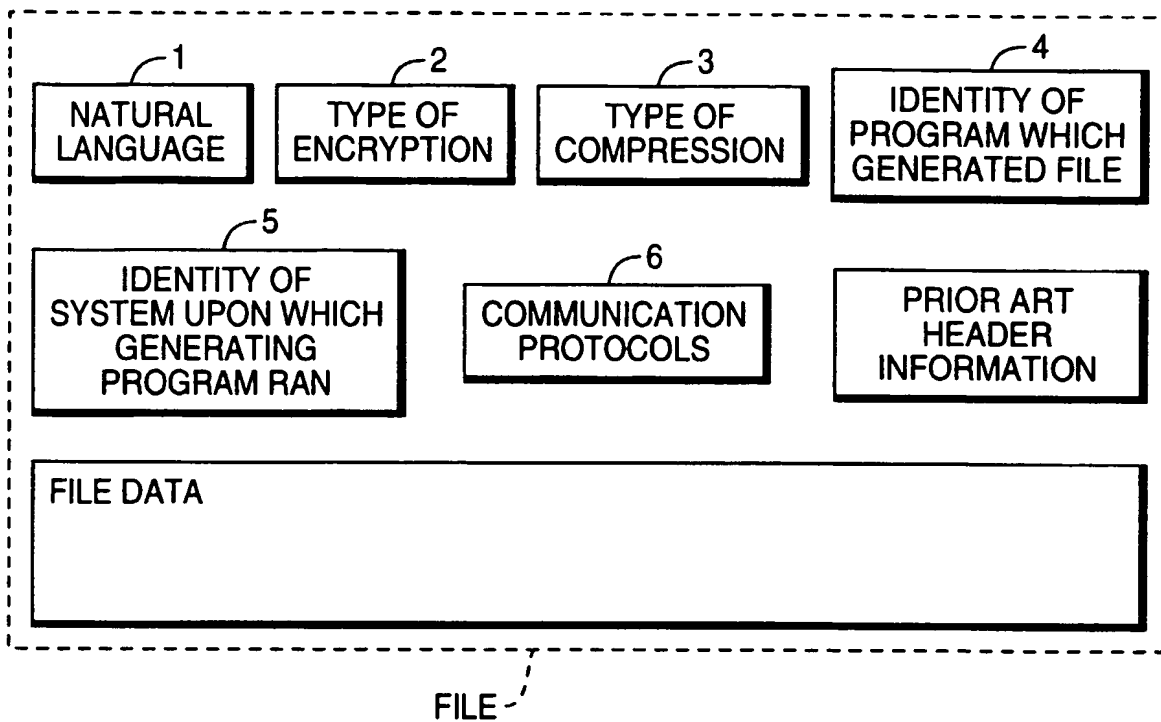 1
NATURAL
LANGUAGE
2
TYPE OF
ENCRYPTION
3
TYPE OF
COMPRESSION
4
IDENTITY OF
PROGRAM WHICH
GENERATED FILE
5
IDENTITY OF
SYSTEM UPON WHICH
GENERATING
PROGRAM RAN
6
COMMUNICATION
PROTOCOLS
PRIOR ART
HEADER
INFORMATION
FILE DATA
FILE